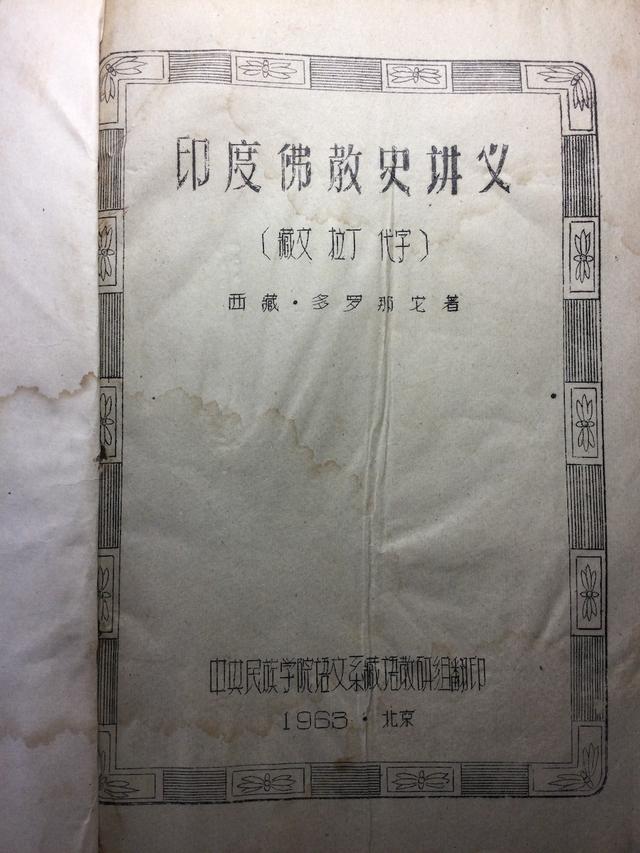 印度佛教史讲义
（藏文 拉丁 代字）
西藏·多罗那它著
中央民族学院语文系藏语教研组翻印
1963·北京